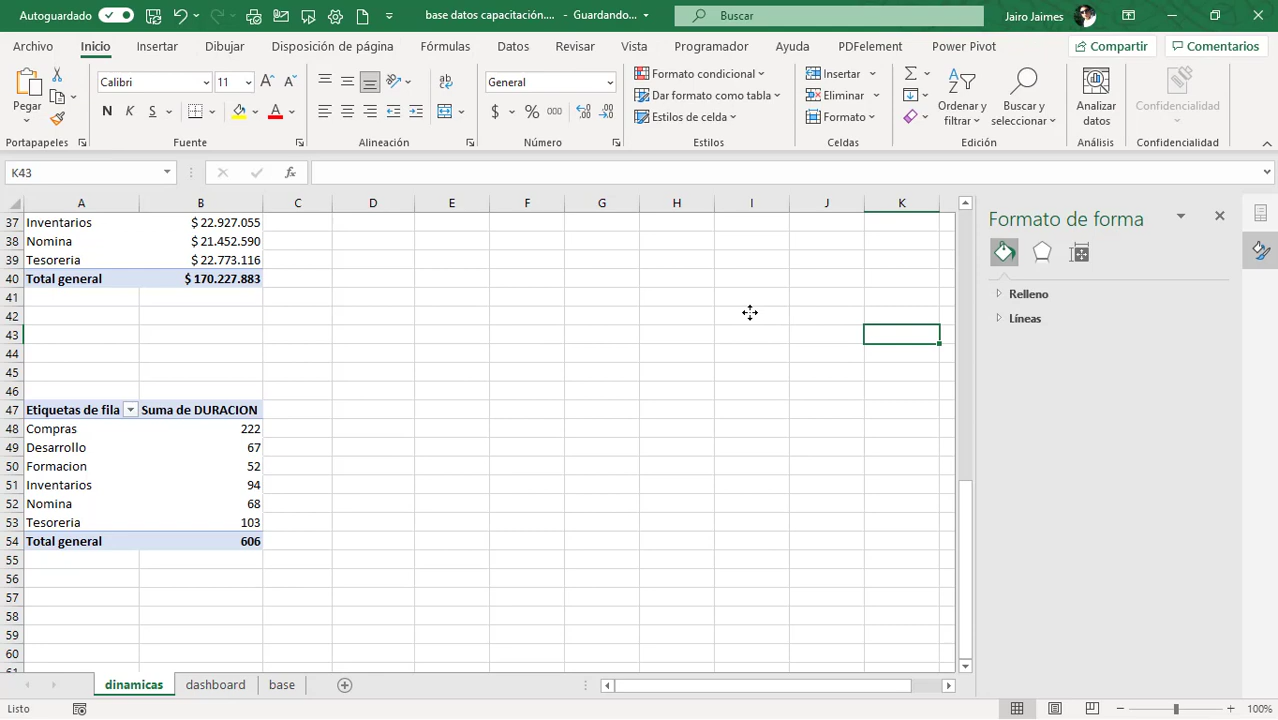 Autoguardado
base datos capacitación.... - Guardando...
Buscar
Jairo Jaimes
Archivo Inicio Insertar Dibujar Disposición de página Fórmulas Datos Revisar Vista Programador Ayuda PDFelement Power Pivot
Compartir Comentarios
Pegar
Calibri 11
N K S
General
$ % 000
Formato condicional
Dar formato como tabla
Estilos de celda
Insertar
Eliminar
Formato
Ordenar y filtrar
Buscar y seleccionar
Analizar datos
Confidencialidad
Portapapeles Fuente Alineación Número Estilos Celdas Edición Análisis Confidencialidad
K43
fx
A B C D E F G H I J K
37 Inventarios $ 22.927.055
38 Nomina $ 21.452.590
39 Tesoreria $ 22.773.116
40 Total general $ 170.227.883
41
42
43
44
45
46
47 Etiquetas de fila Suma de DURACION
48 Compras 222
49 Desarrollo 67
50 Formacion 52
51 Inventarios 94
52 Nomina 68
53 Tesoreria 103
54 Total general 606
55
56
57
58
59
60
61
Formato de forma
Relleno
Líneas
dinamicas dashboard base
Listo
100%